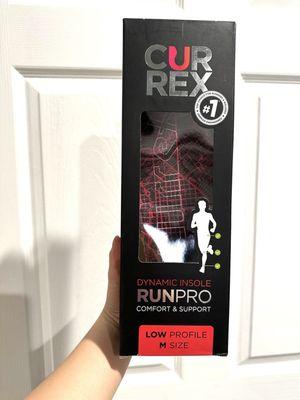 CUR
REX
#1
DYNAMIC INSOLE
RUNPRO
COMFORT & SUPPORT
LOW PROFILE
M SIZE